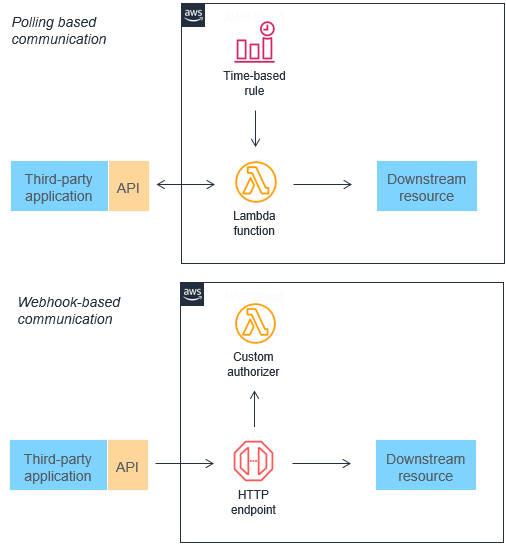 Polling based
communication
aws
Time-based
rule
Third-party
application
API
Lambda
function
Downstream
resource
Webhook-based
communication
aws
Custom
authorizer
Third-party
application
API
HTTP
endpoint
Downstream
resource